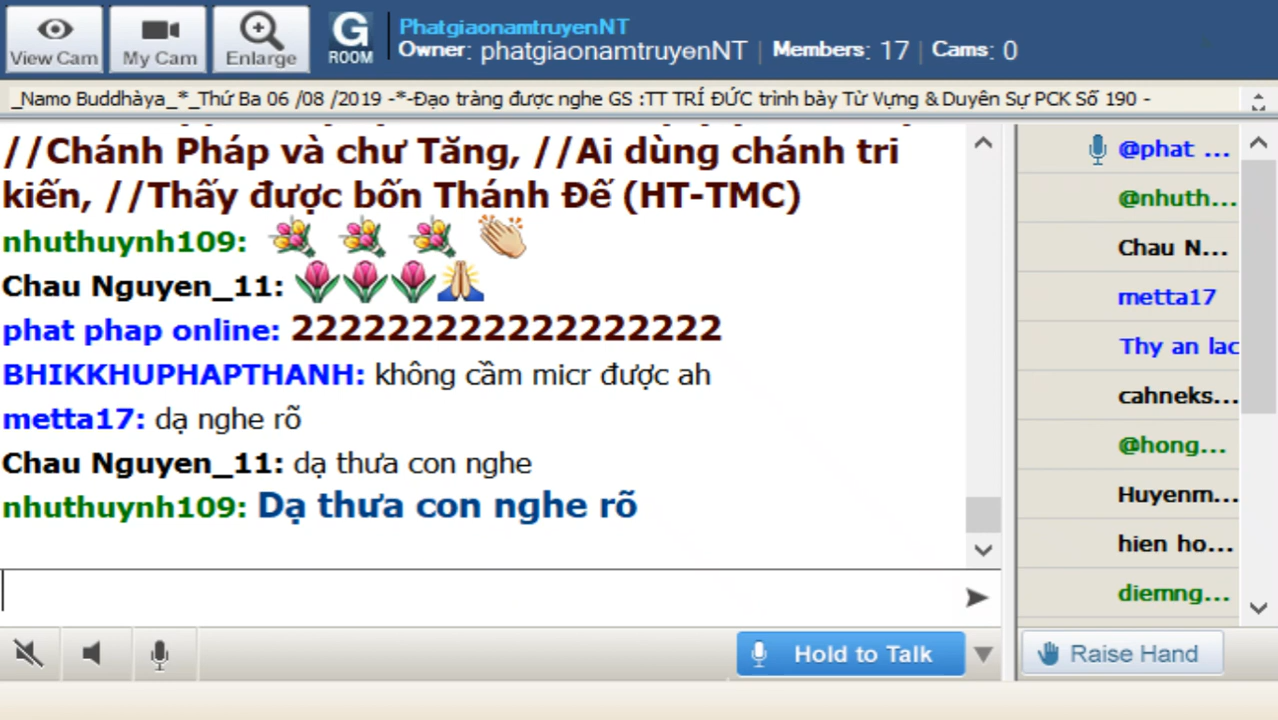 View Cam
My Cam
Enlarge
G
ROOM
PhatgiaonamtruyenNT
Owner: phatgiaonamtruyenNT | Members: 17 | Cams: 0
_Namo Buddhàya_*_Thứ Ba 06 /08 /2019 -*-Đạo tràng được nghe GS :TT TRÍ ĐỨC trình bày Từ Vựng & Duyên Sự PCK Số 190 -
//Chánh Pháp và chư Tăng, //Ai dùng chánh tri
kiến, //Thấy được bốn Thánh Đế (HT-TMC)
nhuthuynh109:
Chau Nguyen_11:
phat phap online: 222222222222222222
BHIKKHUPHAPTHANH: không cầm micr được ah
metta17: dạ nghe rõ
Chau Nguyen_11: dạ thưa con nghe
nhuthuynh109: Dạ thưa con nghe rõ
@phat ...
@nhuth...
Chau N...
metta17
Thy an lac
cahneks...
@hong...
Huyenm...
hien ho...
diemng...
Hold to Talk
Raise Hand